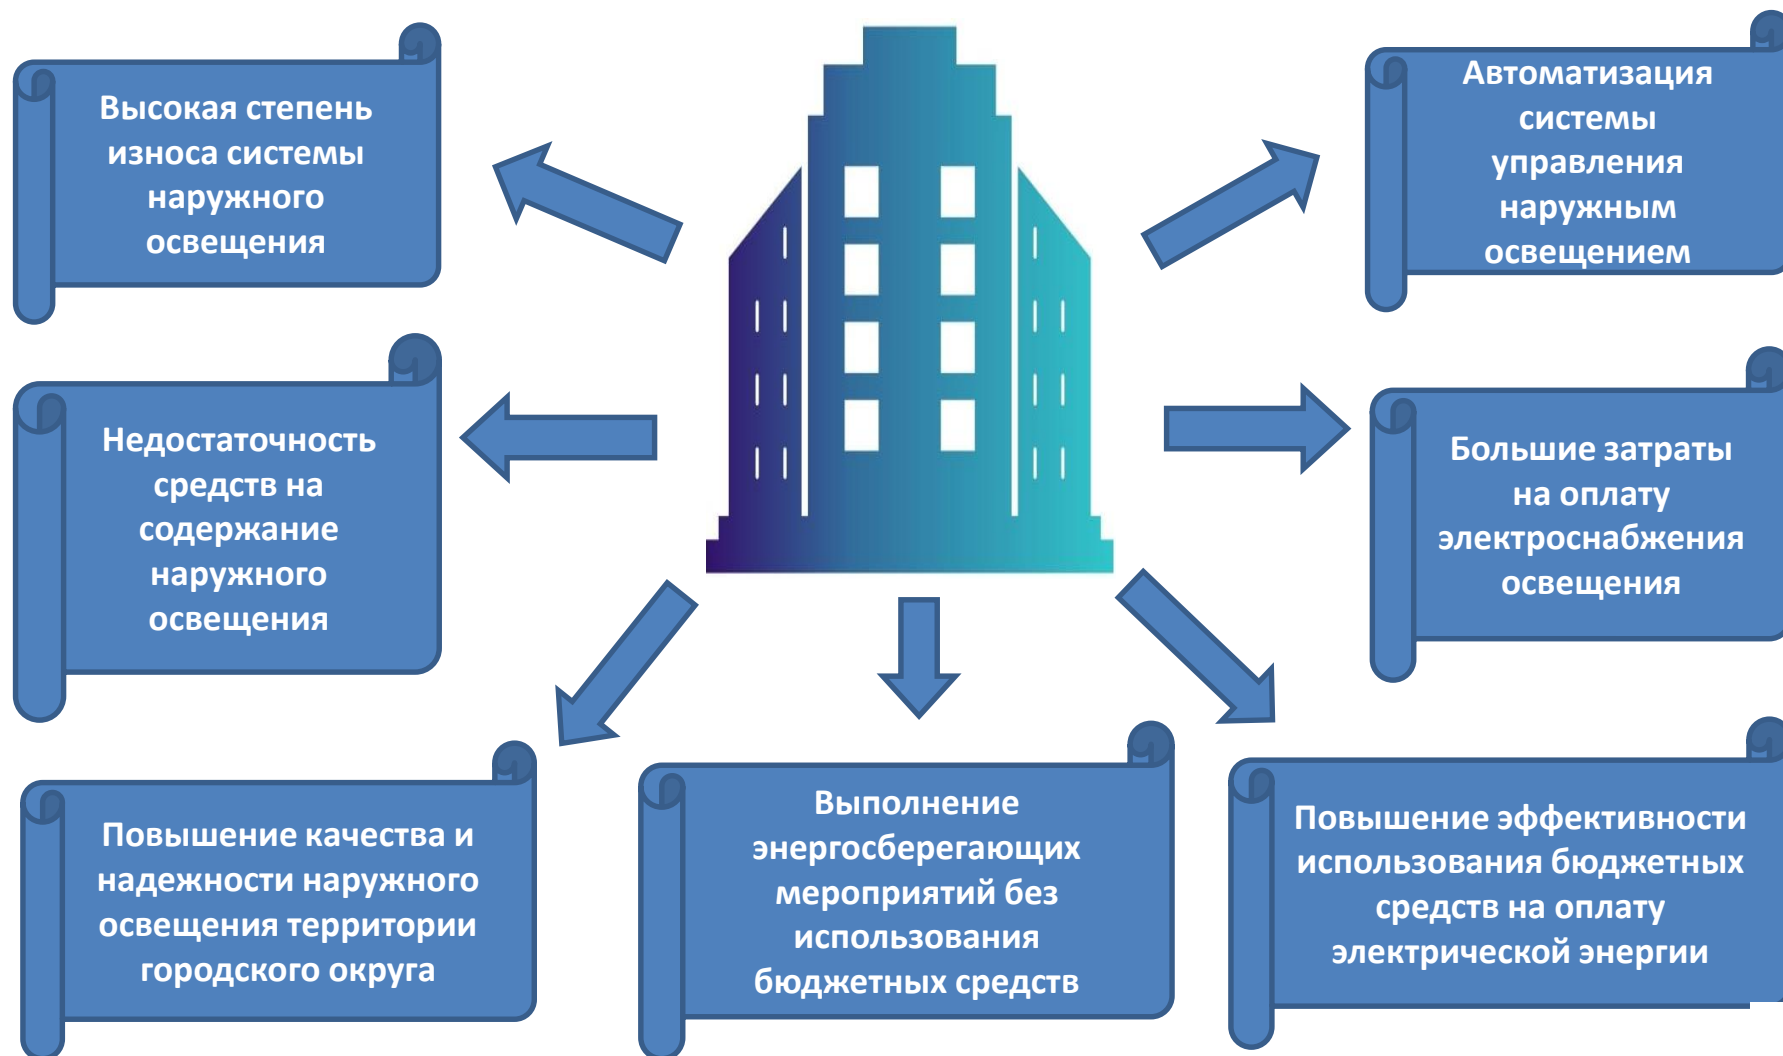 Высокая степень
износа системы
наружного
освещения
Автоматизация
системы
управления
наружным
освещением
Недостаточность
средств на
содержание
наружного
освещения
Большие затраты
на оплату
электроснабжения
освещения
Повышение качества и
надежности наружного
освещения территории
городского округа
Выполнение
энергосберегающих
мероприятий без
использования
бюджетных средств
Повышение эффективности
использования бюджетных
средств на оплату
электрической энергии